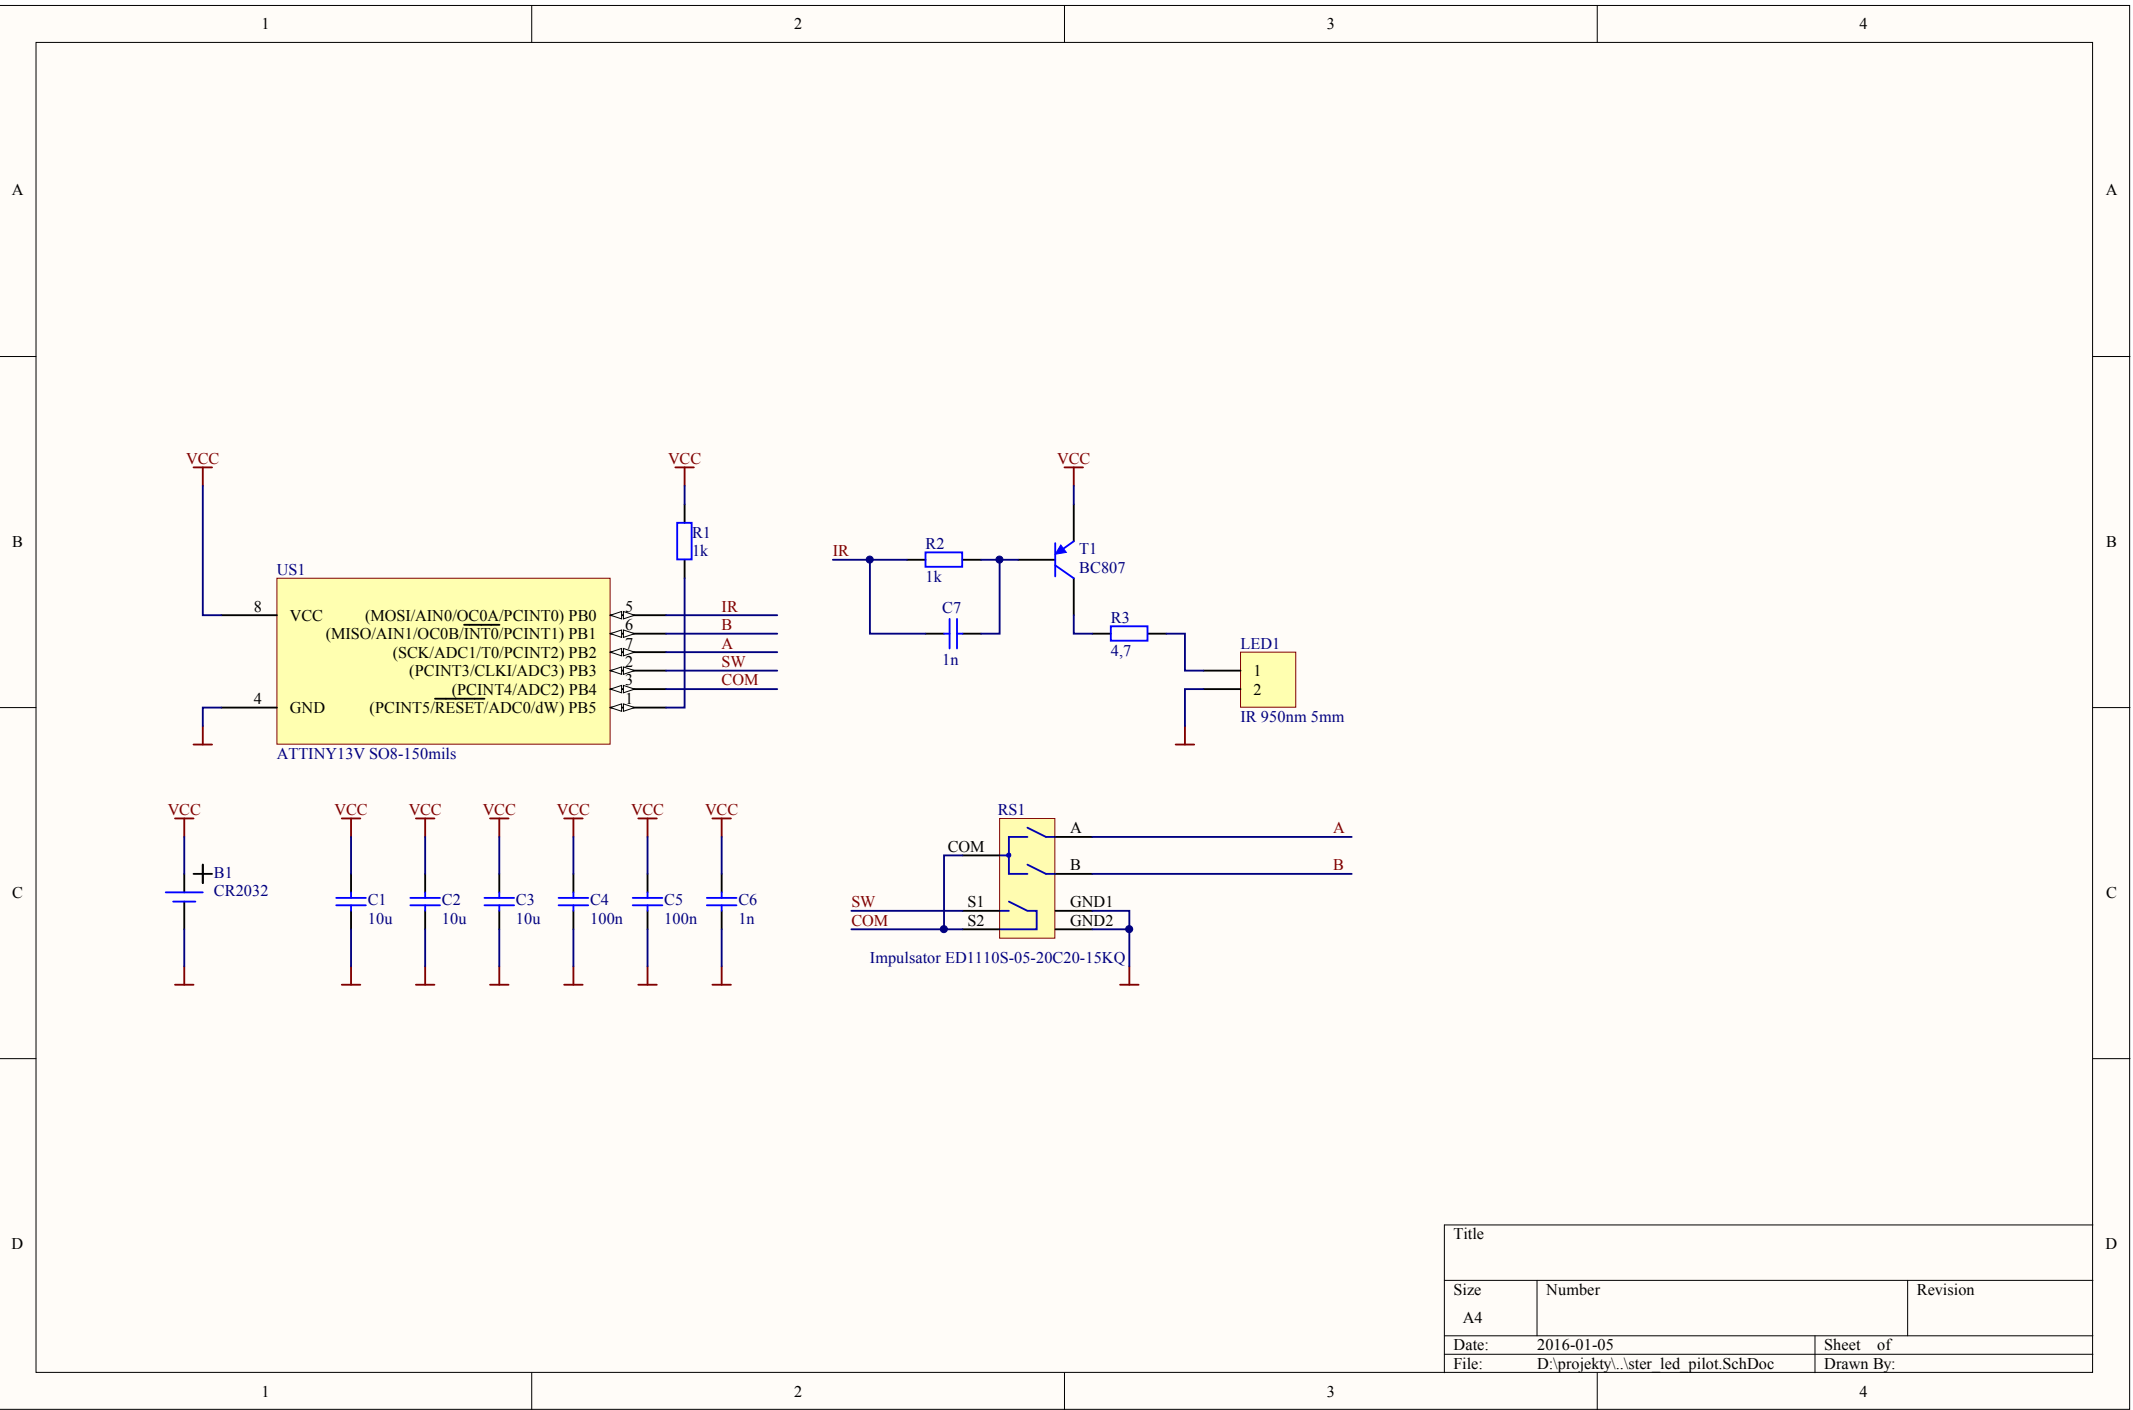 1 2 3 4
A A
VCC VCC VCC
B B
R1
1k
IR R2
1k
C7
1n
T1
BC807
R3
4,7
LED1
1
2
IR 950nm 5mm
US1
8 VCC (MOSI/AIN0/OC0A/PCINT0) PB0 5 IR
(MISO/AIN1/OC0B/INT0/PCINT1) PB1 6 B
(SCK/ADC1/T0/PCINT2) PB2 7 A
(PCINT3/CLKI/ADC3) PB3 2 SW
(PCINT4/ADC2) PB4 3 COM
4 GND (PCINT5/RESET/ADC0/dW) PB5 1
ATTINY13V SO8-150mils
VCC VCC VCC VCC VCC VCC VCC
C C
B1
CR2032
C1
10u
C2
10u
C3
10u
C4
100n
C5
100n
C6
1n
RS1
A A
COM
B B
SW S1 GND1
COM S2 GND2
Impulsator ED1110S-05-20C20-15KQ
D D
Title
Size Number Revision
A4
Date: 2016-01-05 Sheet of
File: D:\projekty\..\ster_led_pilot.SchDoc Drawn By:
1 2 3 4